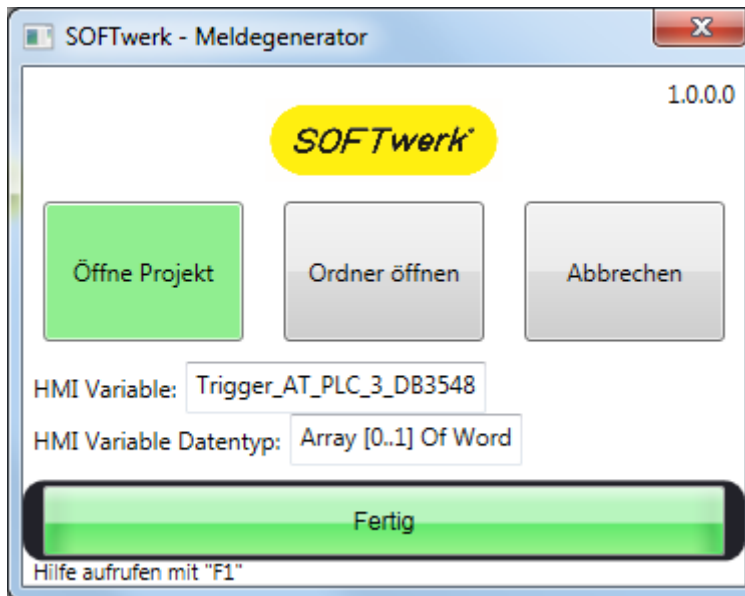 SOFTwerk - Meldegenerator
1.0.0.0
SOFTwerk
Öffne Projekt
Ordner öffnen
Abbrechen
HMI Variable: Trigger_AT_PLC_3_DB3548
HMI Variable Datentyp: Array [0..1] Of Word
Fertig
Hilfe aufrufen mit "F1"